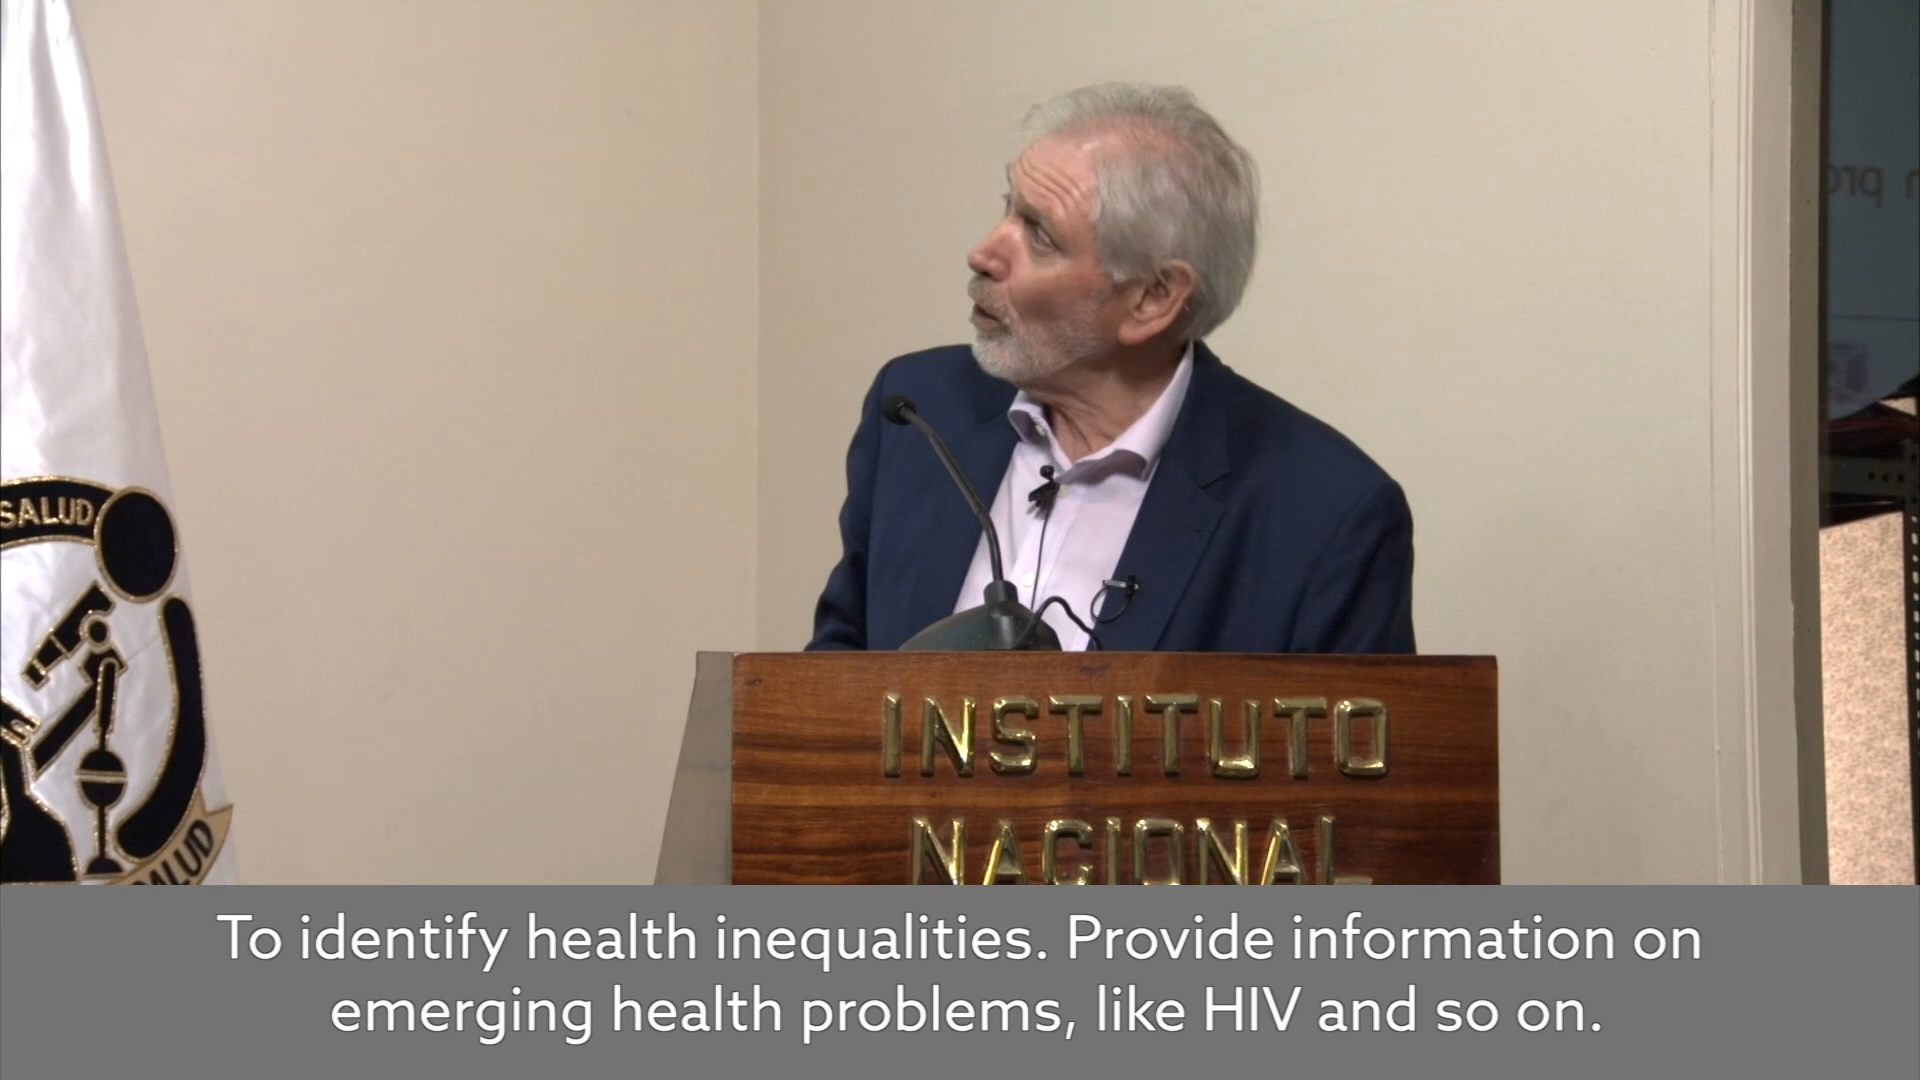 SALUD
SALUD
INSTITUTO
NACIONAL
To identify health inequalities. Provide information on
emerging health problems, like HIV and so on.